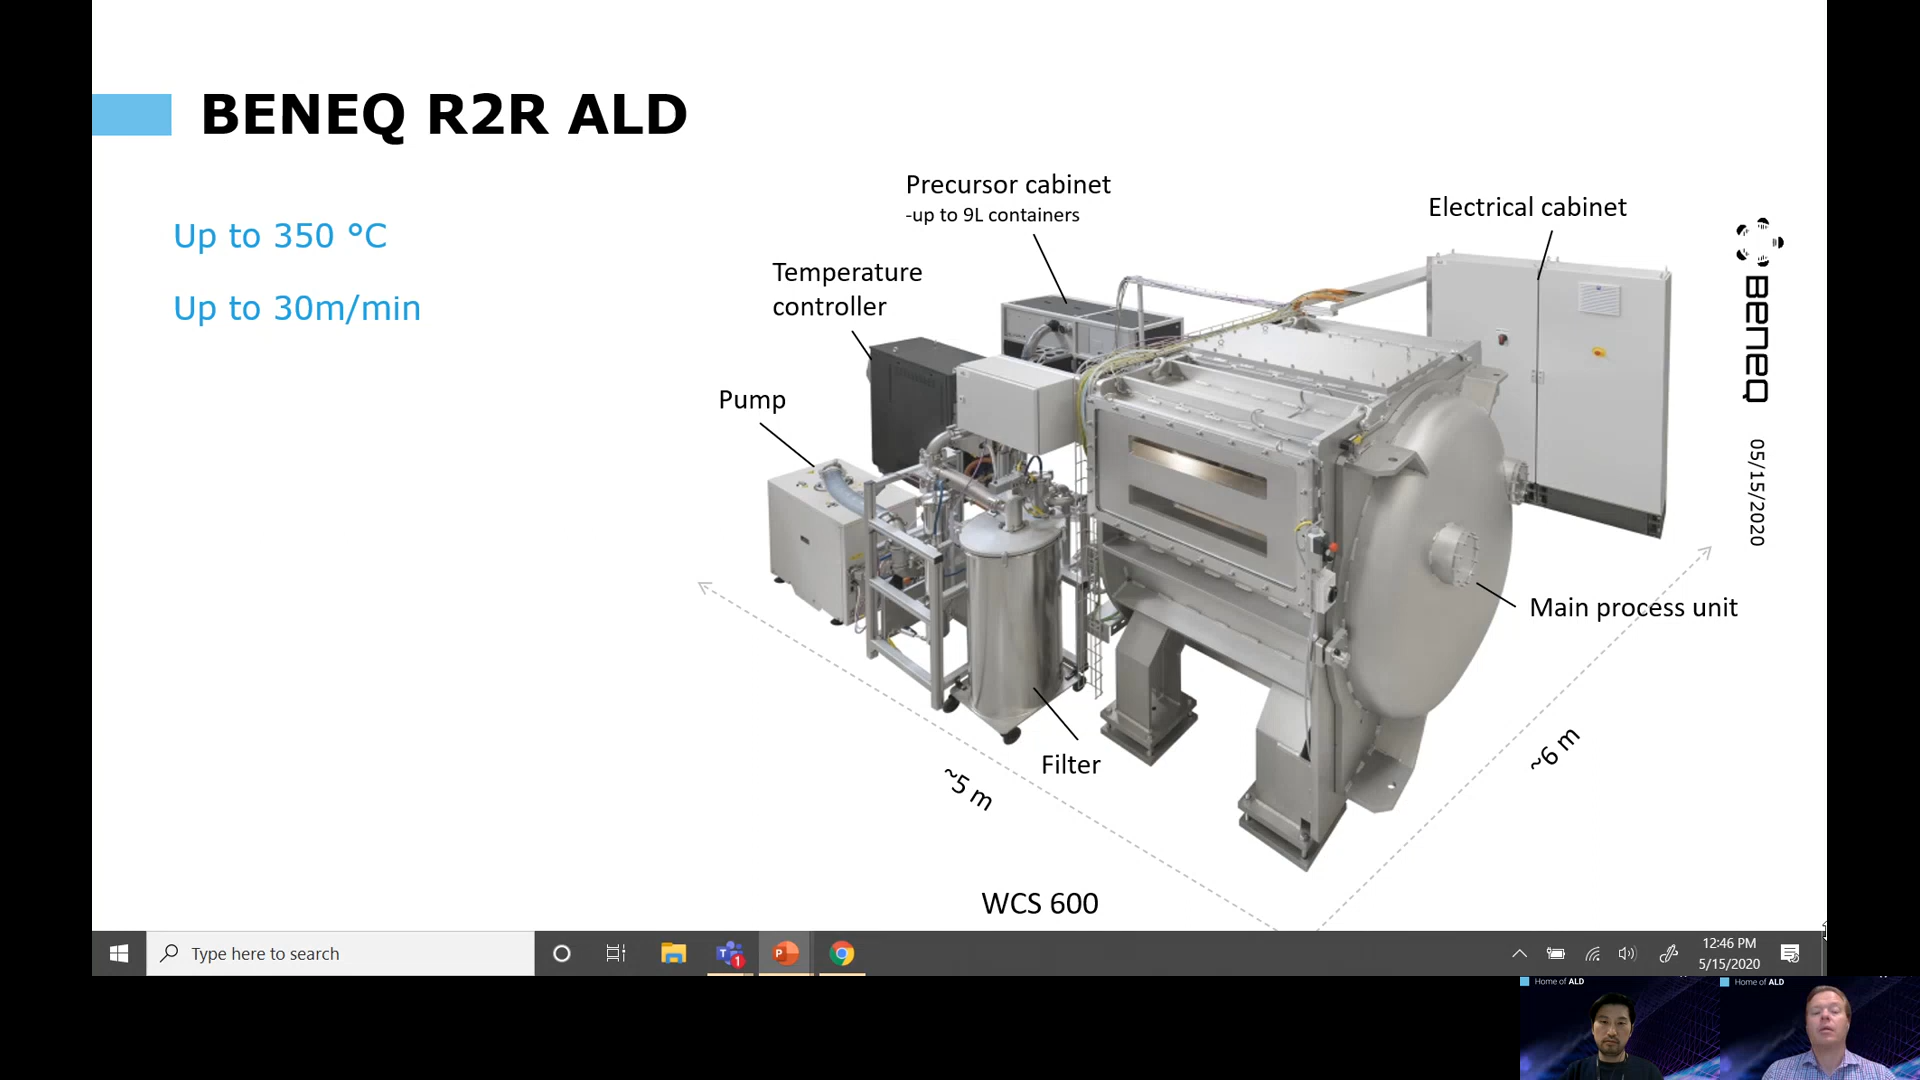 BENEQ R2R ALD
Up to 350 °C
Up to 30m/min
Precursor cabinet
-up to 9L containers
Electrical cabinet
Temperature
controller
Pump
BENEQ
05/15/2020
Main process unit
Filter
~5 m
~6 m
WCS 600
Type here to search
T
1
P
12:46 PM
5/15/2020
Home of ALD
Home of ALD